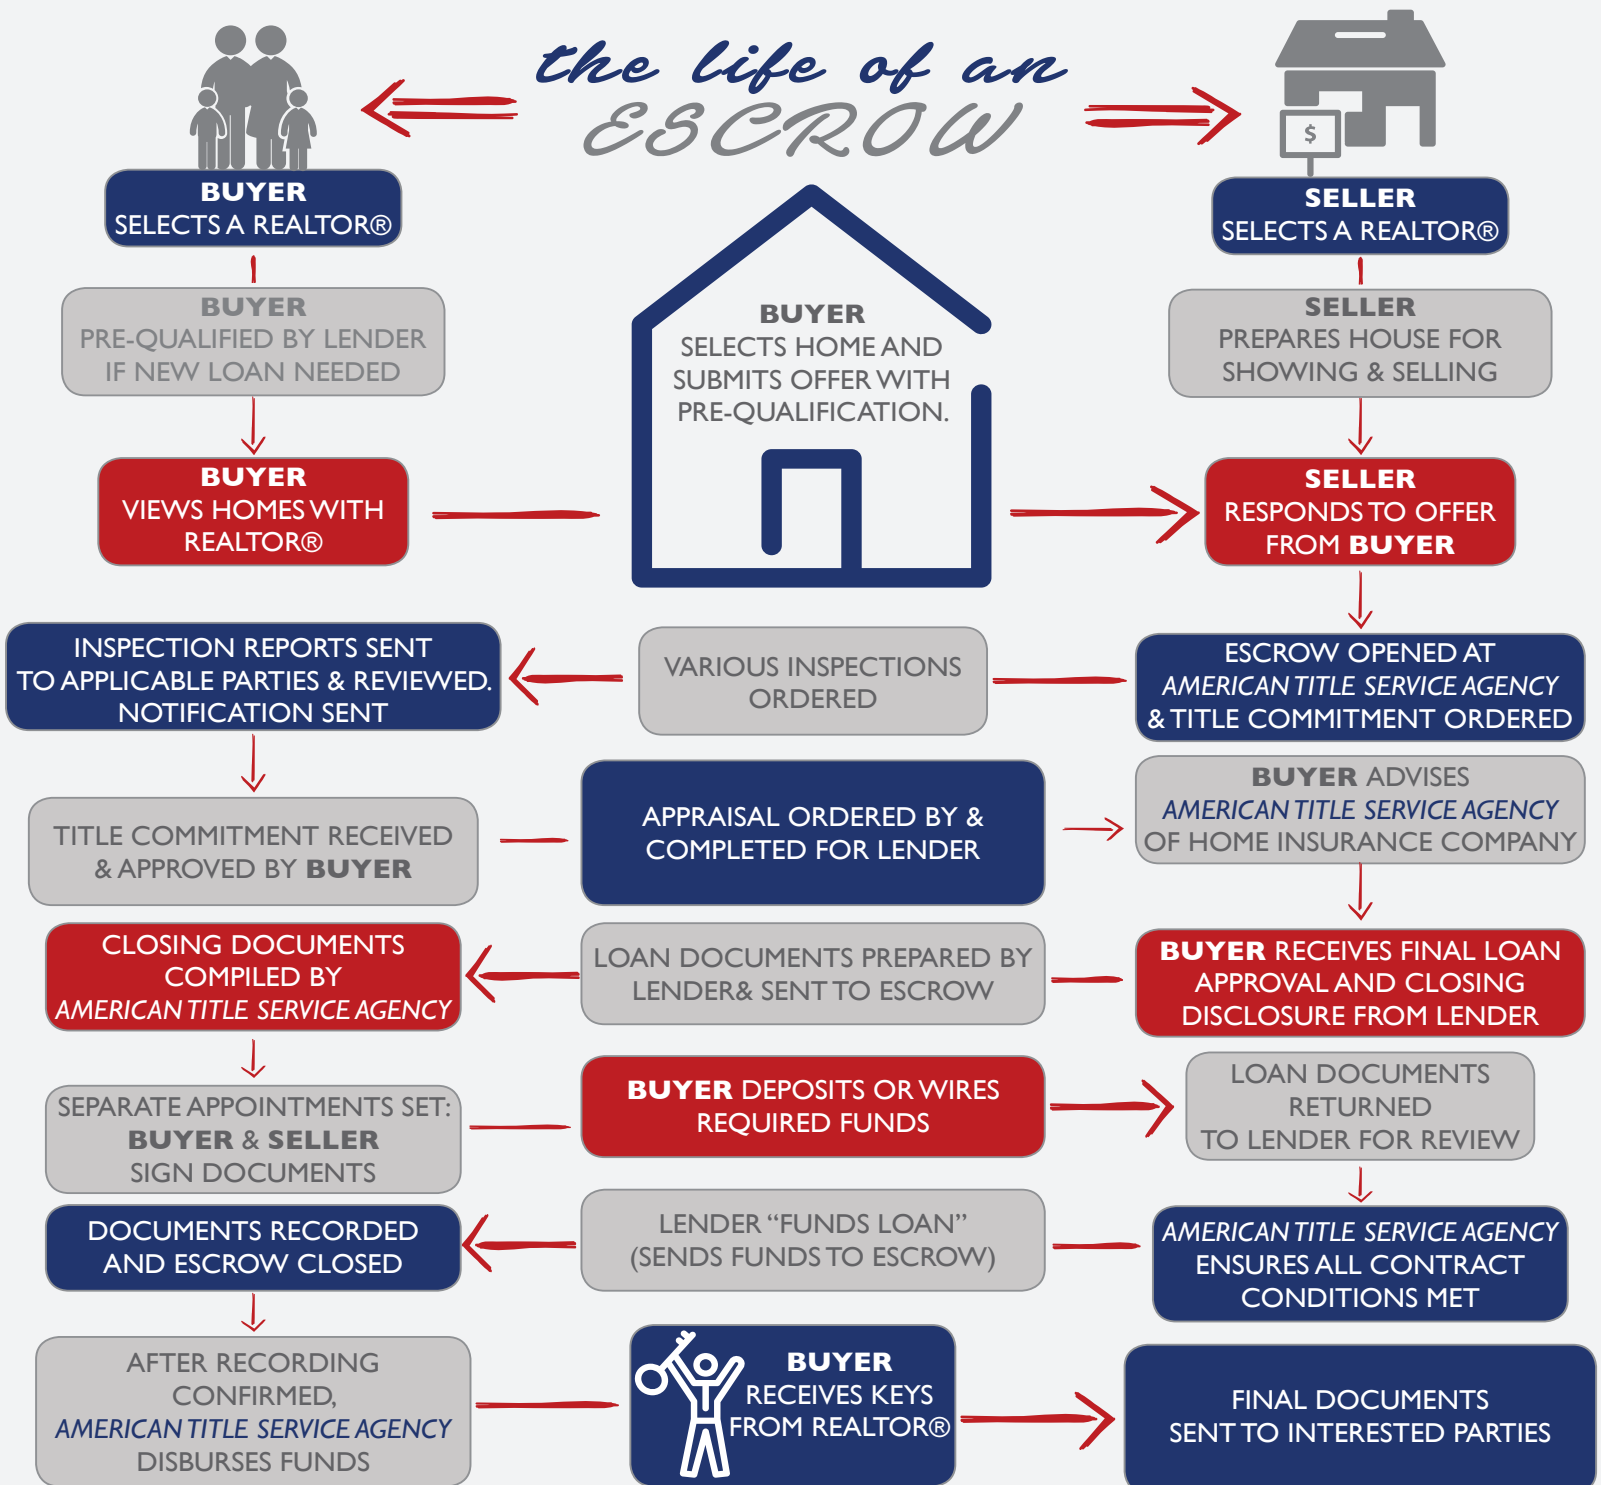 the life of an
ESCROW
BUYER
SELECTS A REALTOR®
SELLER
SELECTS A REALTOR®
$
BUYER
PRE-QUALIFIED BY LENDER
IF NEW LOAN NEEDED
BUYER
SELECTS HOME AND
SUBMITS OFFER WITH
PRE-QUALIFICATION.
SELLER
PREPARES HOUSE FOR
SHOWING & SELLING
BUYER
VIEWS HOMES WITH
REALTOR®
SELLER
RESPONDS TO OFFER
FROM BUYER
ESCROW OPENED AT
AMERICAN TITLE SERVICE AGENCY
& TITLE COMMITMENT ORDERED
VARIOUS INSPECTIONS
ORDERED
INSPECTION REPORTS SENT
TO APPLICABLE PARTIES & REVIEWED.
NOTIFICATION SENT
TITLE COMMITMENT RECEIVED
& APPROVED BY BUYER
APPRAISAL ORDERED BY &
COMPLETED FOR LENDER
BUYER ADVISES
AMERICAN TITLE SERVICE AGENCY
OF HOME INSURANCE COMPANY
BUYER RECEIVES FINAL LOAN
APPROVAL AND CLOSING
DISCLOSURE FROM LENDER
LOAN DOCUMENTS PREPARED BY
LENDER& SENT TO ESCROW
CLOSING DOCUMENTS
COMPILED BY
AMERICAN TITLE SERVICE AGENCY
SEPARATE APPOINTMENTS SET:
BUYER & SELLER
SIGN DOCUMENTS
BUYER DEPOSITS OR WIRES
REQUIRED FUNDS
LOAN DOCUMENTS
RETURNED
TO LENDER FOR REVIEW
AMERICAN TITLE SERVICE AGENCY
ENSURES ALL CONTRACT
CONDITIONS MET
LENDER “FUNDS LOAN”
(SENDS FUNDS TO ESCROW)
DOCUMENTS RECORDED
AND ESCROW CLOSED
AFTER RECORDING
CONFIRMED,
AMERICAN TITLE SERVICE AGENCY
DISBURSES FUNDS
BUYER
RECEIVES KEYS
FROM REALTOR®
FINAL DOCUMENTS
SENT TO INTERESTED PARTIES